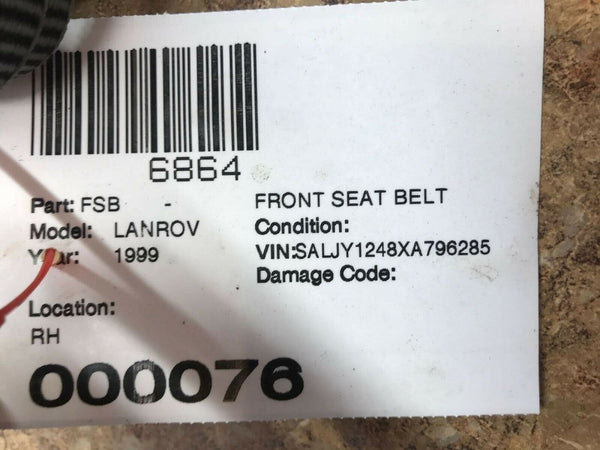 6864
Part: FSB - FRONT SEAT BELT
Model: LANROV Condition:
Year: 1999 VIN:SALJY1248XA796285
Damage Code:
Location:
RH
000076